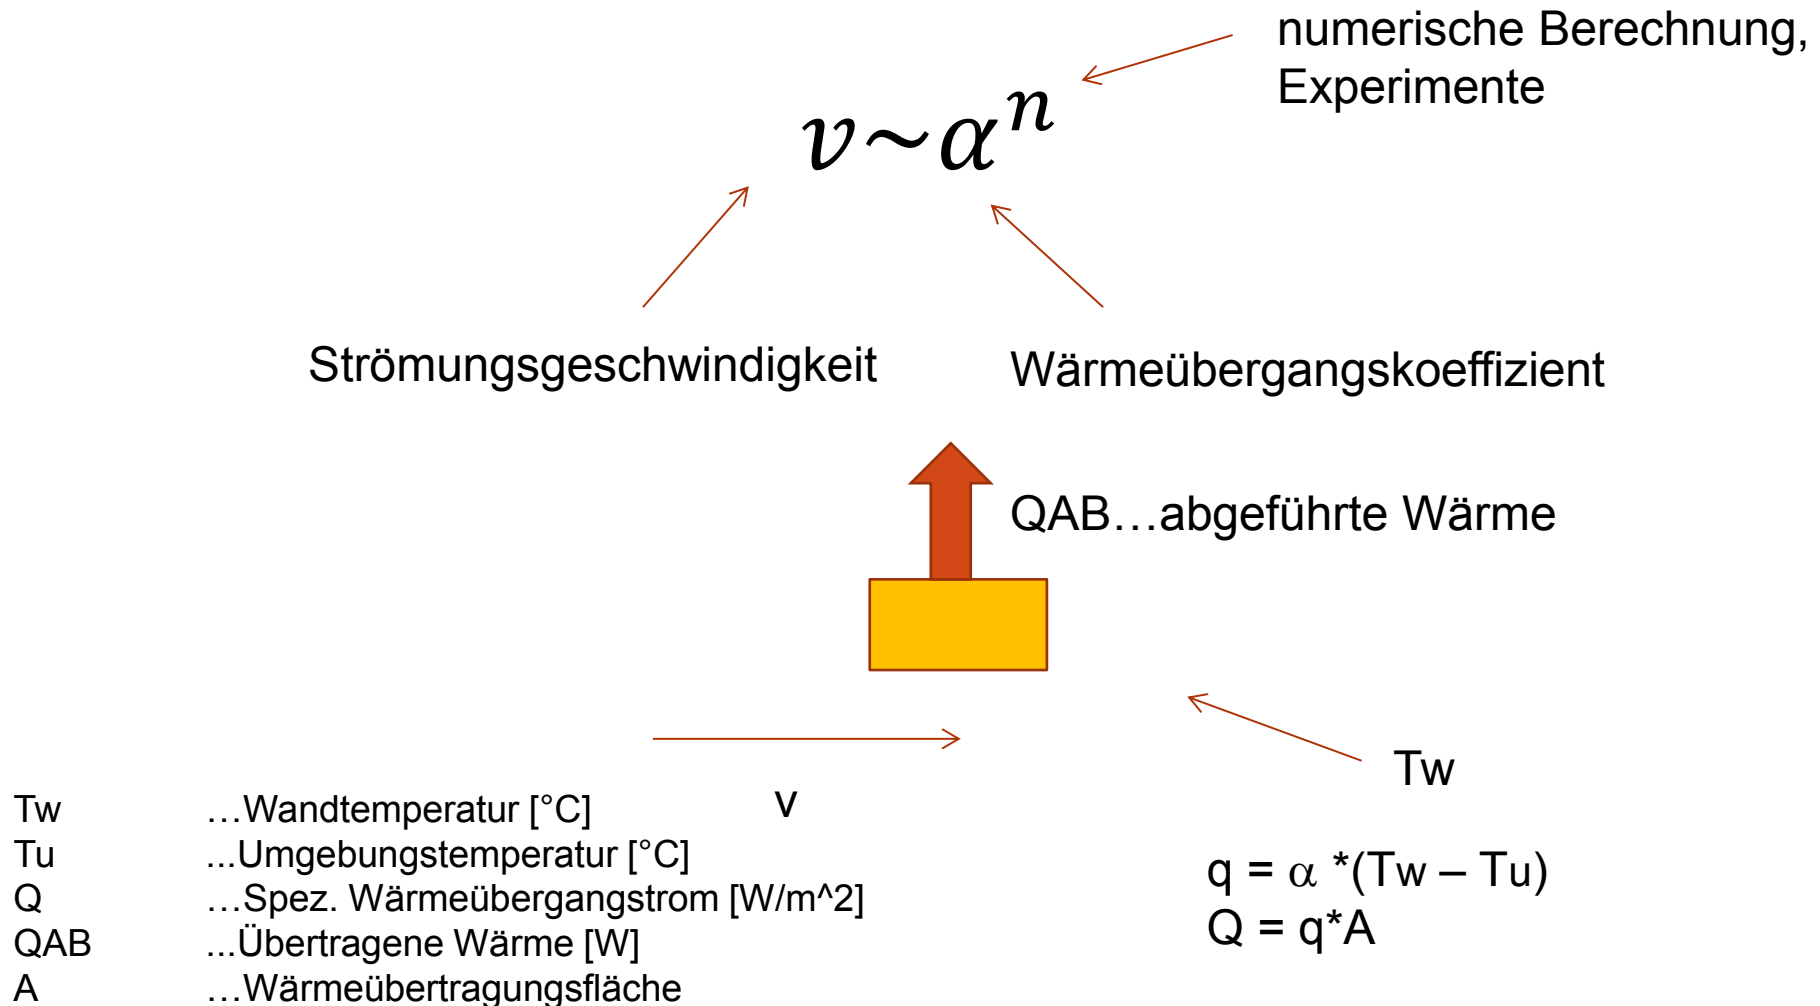 numerische Berechnung,
Experimente
v~α^n
Strömungsgeschwindigkeit
Wärmeübergangskoeffizient
QAB…abgeführte Wärme
Tw
v
Tw …Wandtemperatur [°C]
Tu ...Umgebungstemperatur [°C]
Q …Spez. Wärmeübergangstrom [W/m^2]
QAB ...Übertragene Wärme [W]
A …Wärmeübertragungsfläche
q = α *(Tw – Tu)
Q = q*A